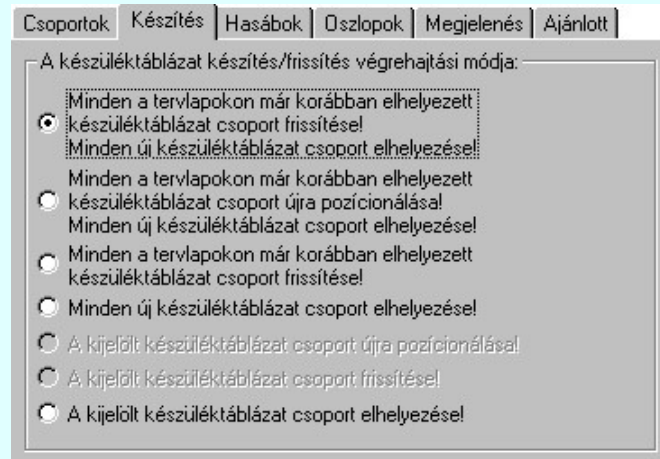 Csoportok Készítés Hasábok Oszlopok Megjelenés Ajánlott
A készüléktáblázat készítés/frissítés végrehajtási módja:
Minden a tervlapokon már korábban elhelyezett
készüléktáblázat csoport frissítése!
Minden új készüléktáblázat csoport elhelyezése!
Minden a tervlapokon már korábban elhelyezett
készüléktáblázat csoport újra pozícionálása!
Minden új készüléktáblázat csoport elhelyezése!
Minden a tervlapokon már korábban elhelyezett
készüléktáblázat csoport frissítése!
Minden új készüléktáblázat csoport elhelyezése!
A kijelölt készüléktáblázat csoport újra pozícionálása!
A kijelölt készüléktáblázat csoport frissítése!
A kijelölt készüléktáblázat csoport elhelyezése!